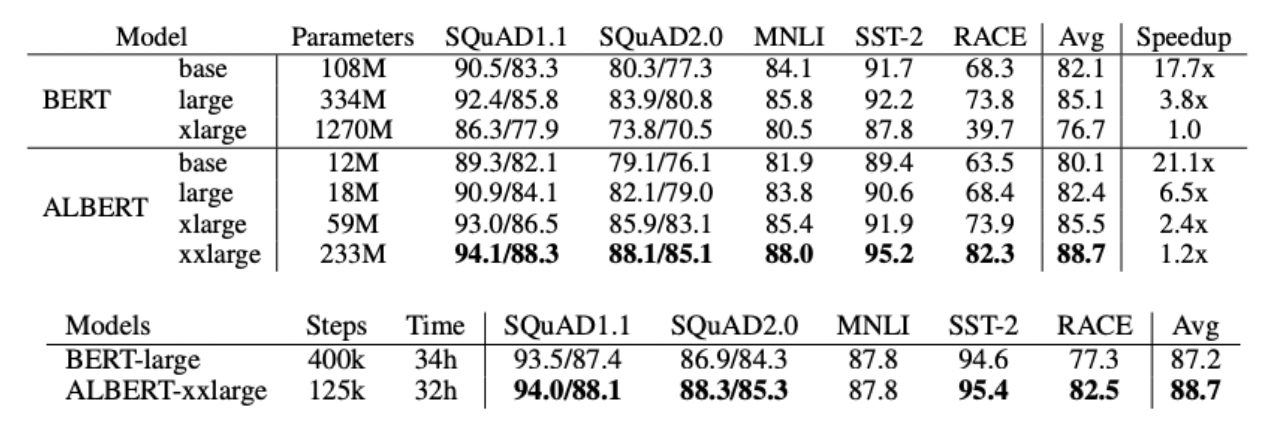 Model Parameters SQuAD1.1 SQuAD2.0 MNLI SST-2 RACE Avg Speedup
base 108M 90.5/83.3 80.3/77.3 84.1 91.7 68.3 82.1 17.7x
BERT large 334M 92.4/85.8 83.9/80.8 85.8 92.2 73.8 85.1 3.8x
xlarge 1270M 86.3/77.9 73.8/70.5 80.5 87.8 39.7 76.7 1.0
base 12M 89.3/82.1 79.1/76.1 81.9 89.4 63.5 80.1 21.1x
ALBERT large 18M 90.9/84.1 82.1/79.0 83.8 90.6 68.4 82.4 6.5x
xlarge 59M 93.0/86.5 85.9/83.1 85.4 91.9 73.9 85.5 2.4x
xxlarge 233M 94.1/88.3 88.1/85.1 88.0 95.2 82.3 88.7 1.2x
Models Steps Time SQuAD1.1 SQuAD2.0 MNLI SST-2 RACE Avg
BERT-large 400k 34h 93.5/87.4 86.9/84.3 87.8 94.6 77.3 87.2
ALBERT-xxlarge 125k 32h 94.0/88.1 88.3/85.3 87.8 95.4 82.5 88.7